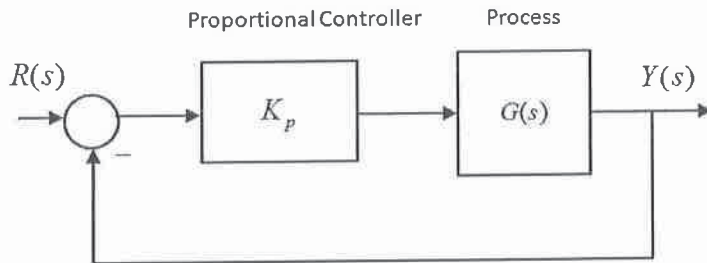 Proportional Controller
Process
R(s)
Y(s)
K_p
G(s)
−